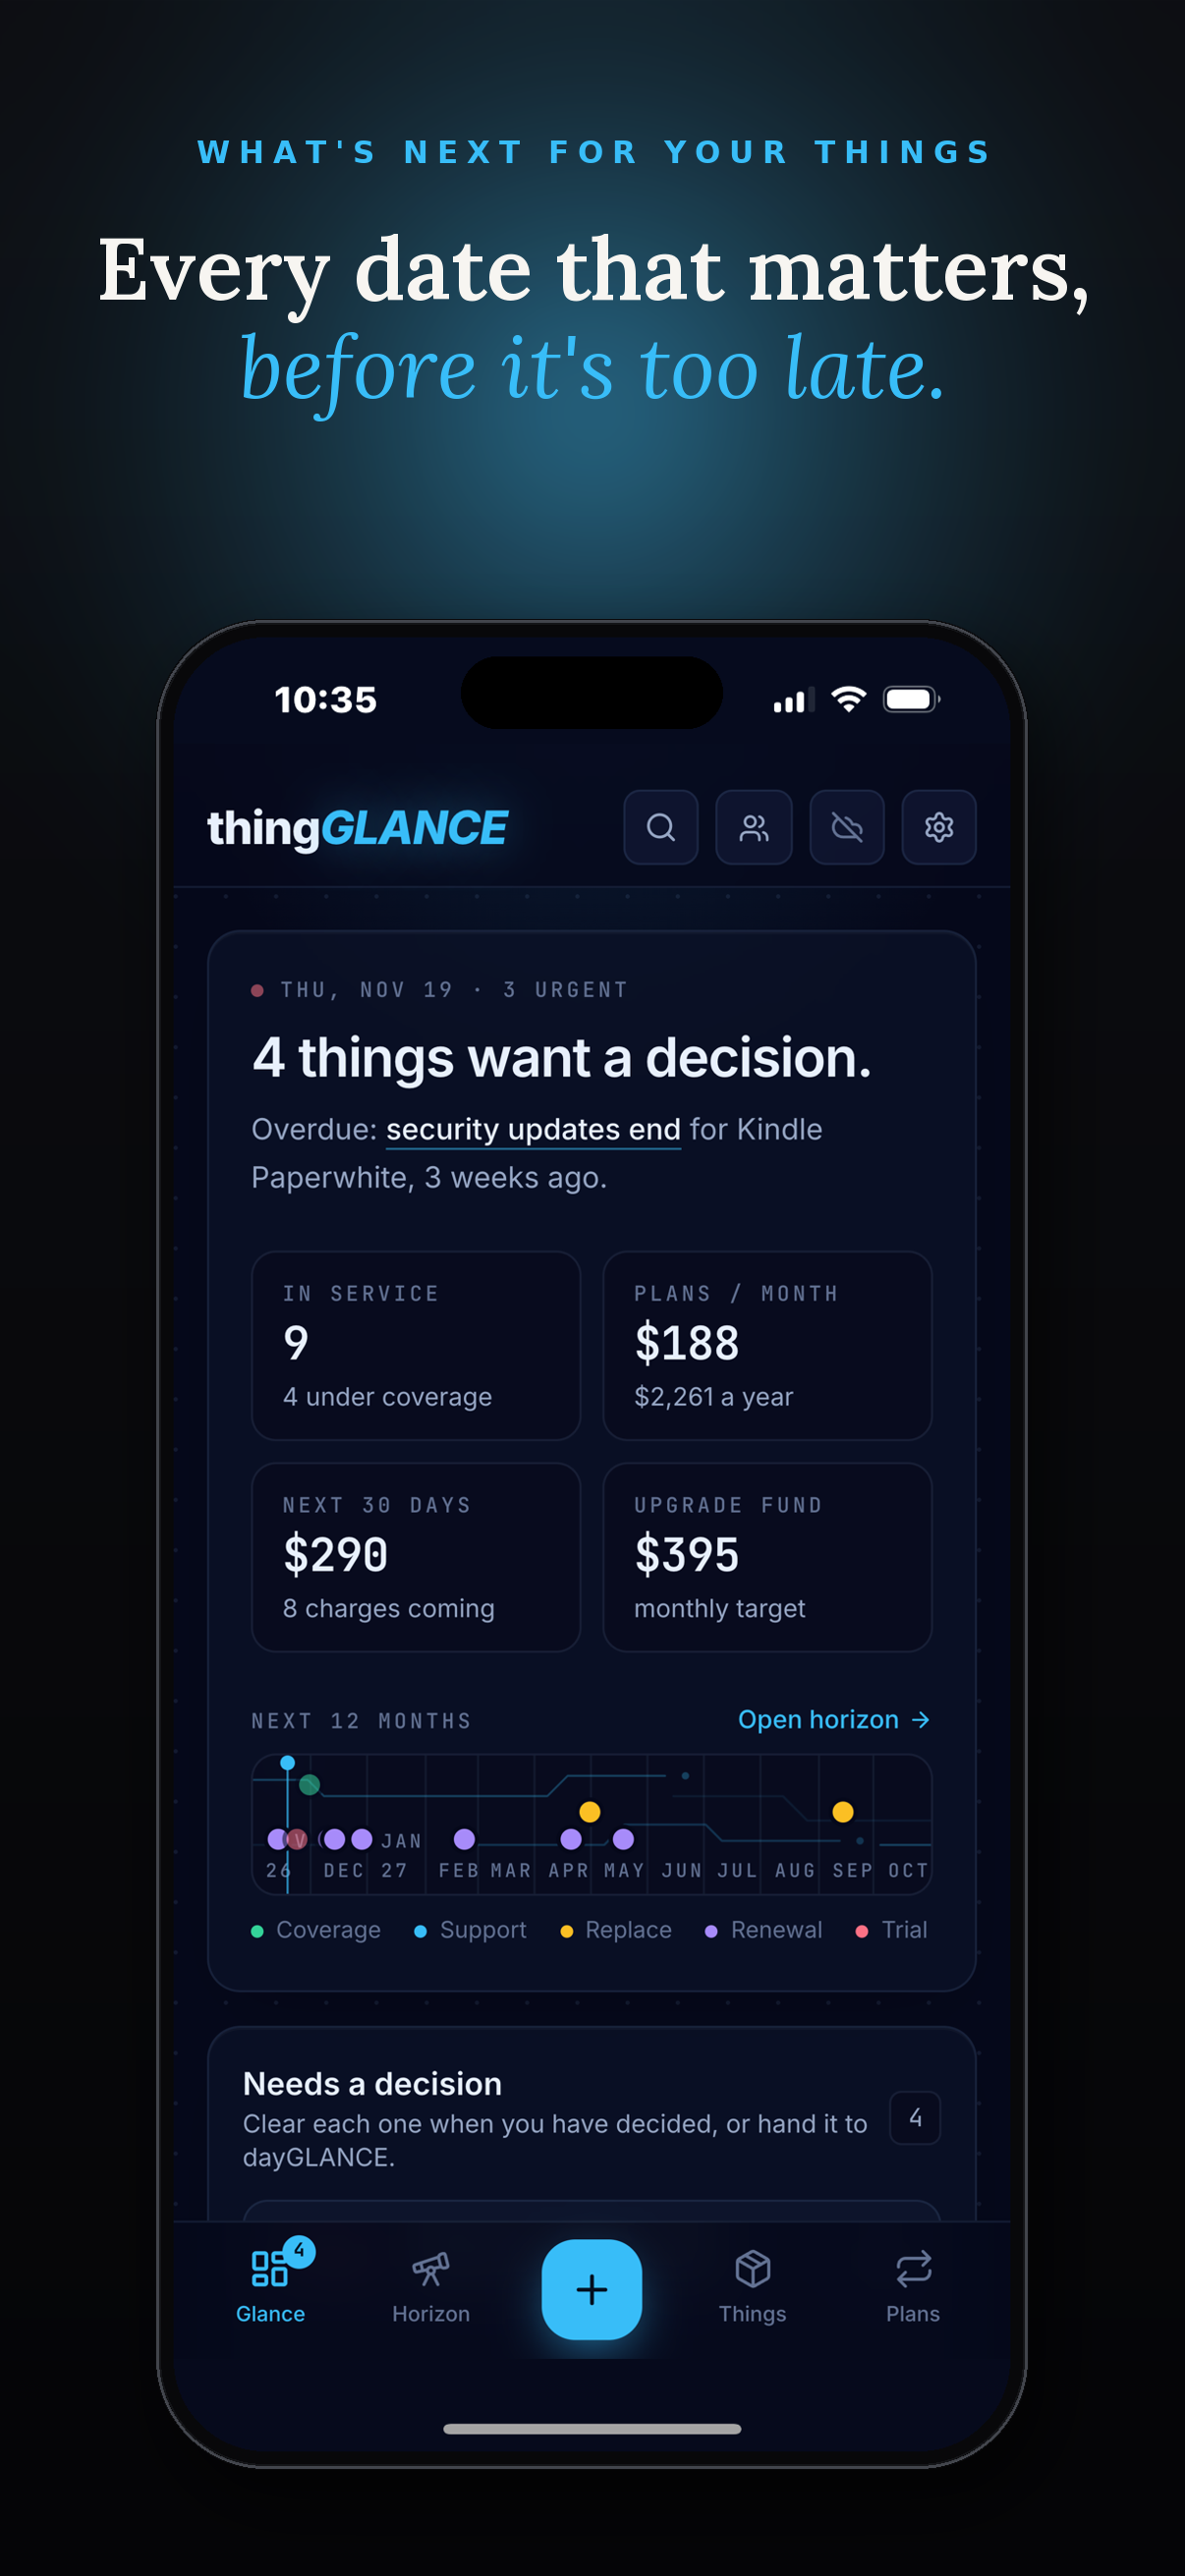 WHAT'S NEXT FOR YOUR THINGS
Every date that matters,
before it's too late.
10:35
thingGLANCE
THU, NOV 19 · 3 URGENT
4 things want a decision.
Overdue: security updates end for Kindle
Paperwhite, 3 weeks ago.
IN SERVICE
9
4 under coverage
PLANS / MONTH
$188
$2,261 a year
NEXT 30 DAYS
$290
8 charges coming
UPGRADE FUND
$395
monthly target
NEXT 12 MONTHS
Open horizon →
JAN
26 DEC 27 FEB MAR APR MAY JUN JUL AUG SEP OCT
Coverage Support Replace Renewal Trial
Needs a decision
Clear each one when you have decided, or hand it to
dayGLANCE.
4
4
Glance Horizon Things Plans